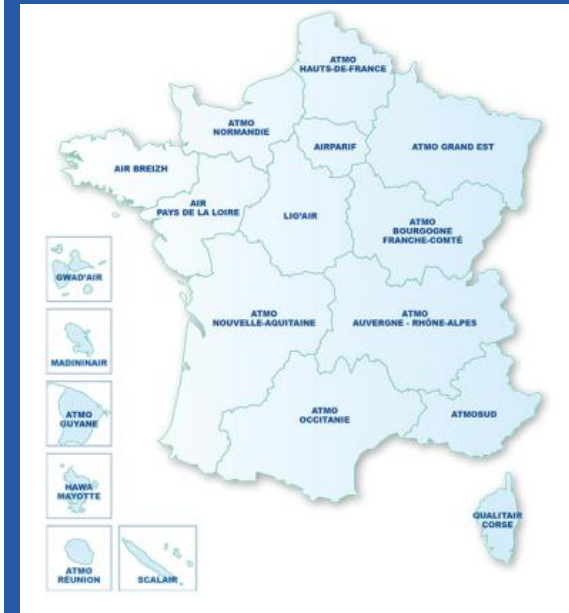 ATMO
HAUTS-DE-FRANCE
ATMO
NORMANDIE
AIRPARIF
ATMO GRAND EST
AIR BREIZH
AIR
PAYS DE LA LOIRE
LIG'AIR
ATMO
BOURGOGNE
FRANCHE-COMTÉ
GWAD'AIR
ATMO
NOUVELLE-AQUITAINE
ATMO
AUVERGNE - RHÔNE-ALPES
MADININAIR
ATMO
GUYANE
ATMO
OCCITANIE
ATMOSUD
HAWA
MAYOTTE
QUALITAIR
CORSE
ATMO
RÉUNION
SCALAIR